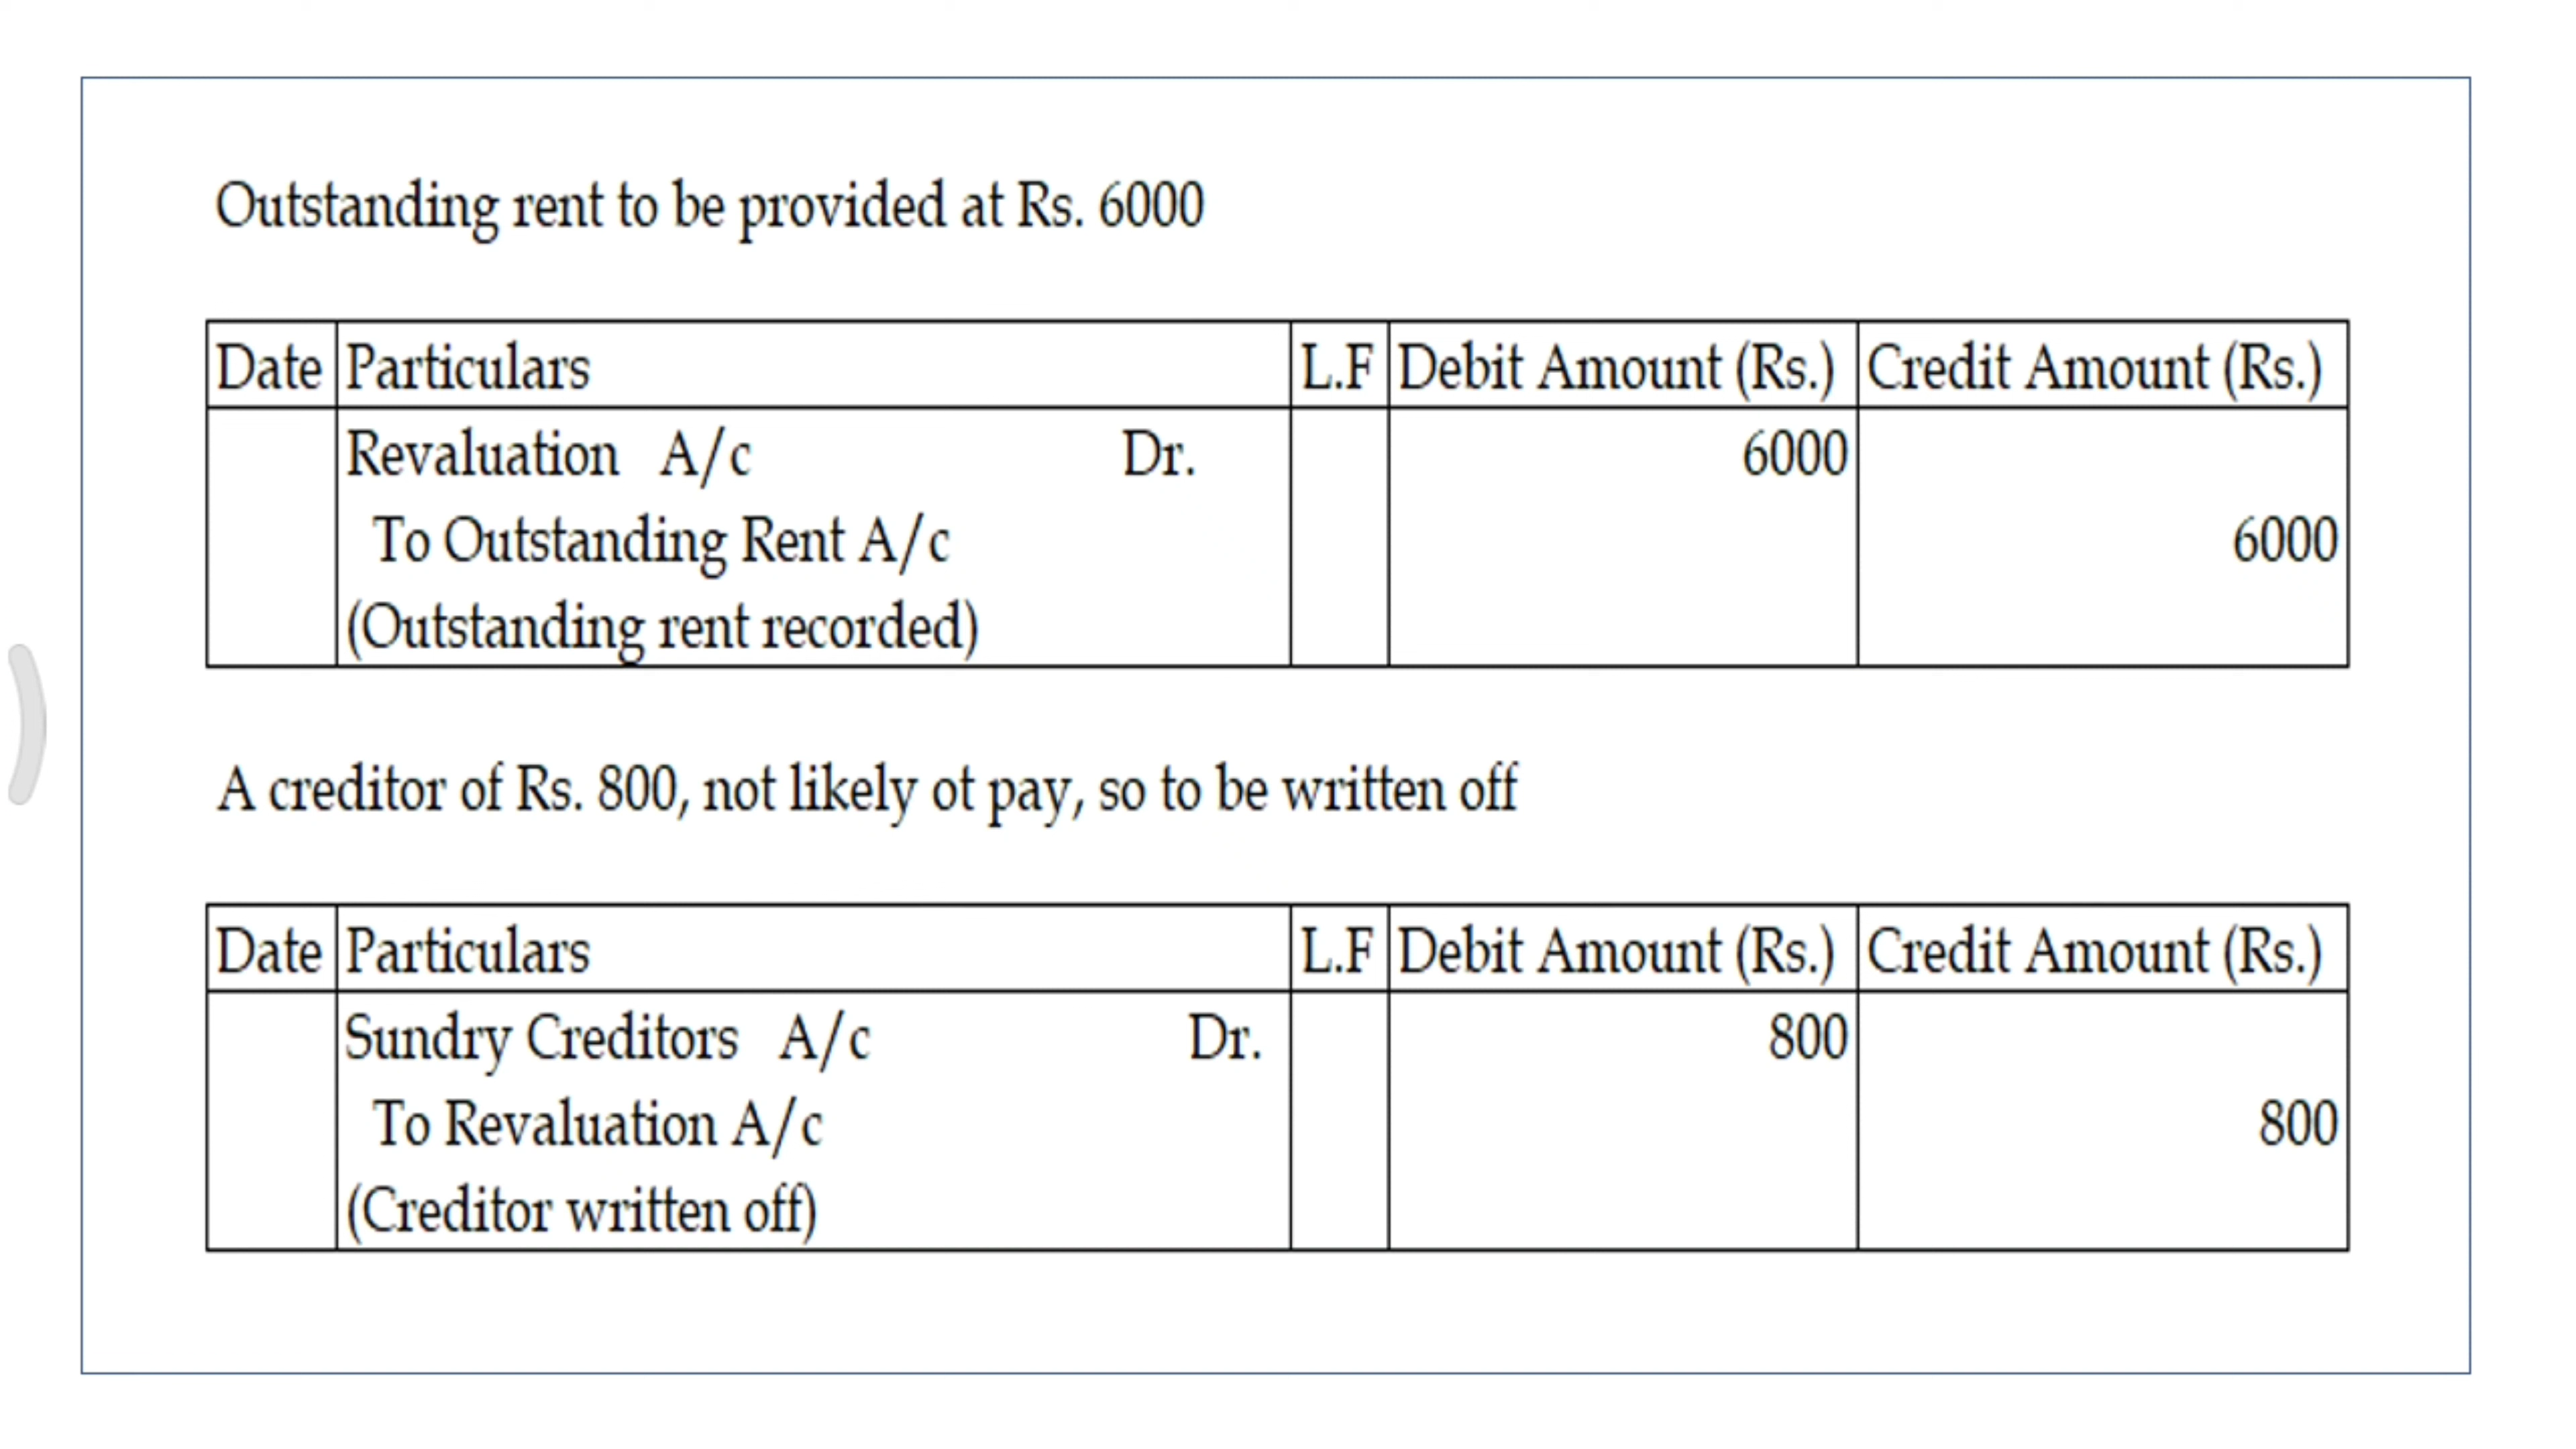 Outstanding rent to be provided at Rs. 6000
Date Particulars L.F Debit Amount (Rs.) Credit Amount (Rs.)
Revaluation A/c Dr. 6000
To Outstanding Rent A/c 6000
(Outstanding rent recorded)
A creditor of Rs. 800, not likely ot pay, so to be written off
Date Particulars L.F Debit Amount (Rs.) Credit Amount (Rs.)
Sundry Creditors A/c Dr. 800
To Revaluation A/c 800
(Creditor written off)